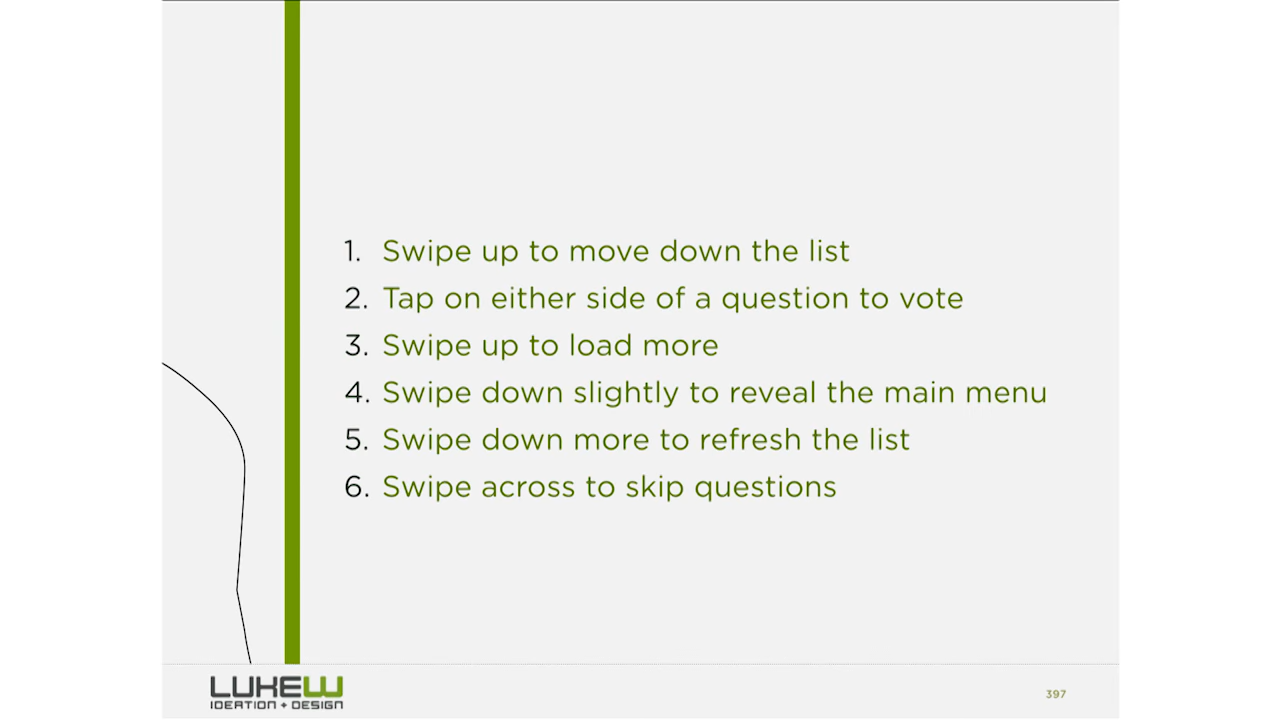 1. Swipe up to move down the list
2. Tap on either side of a question to vote
3. Swipe up to load more
4. Swipe down slightly to reveal the main menu
5. Swipe down more to refresh the list
6. Swipe across to skip questions
LUKEW
IDEATION + DESIGN
397